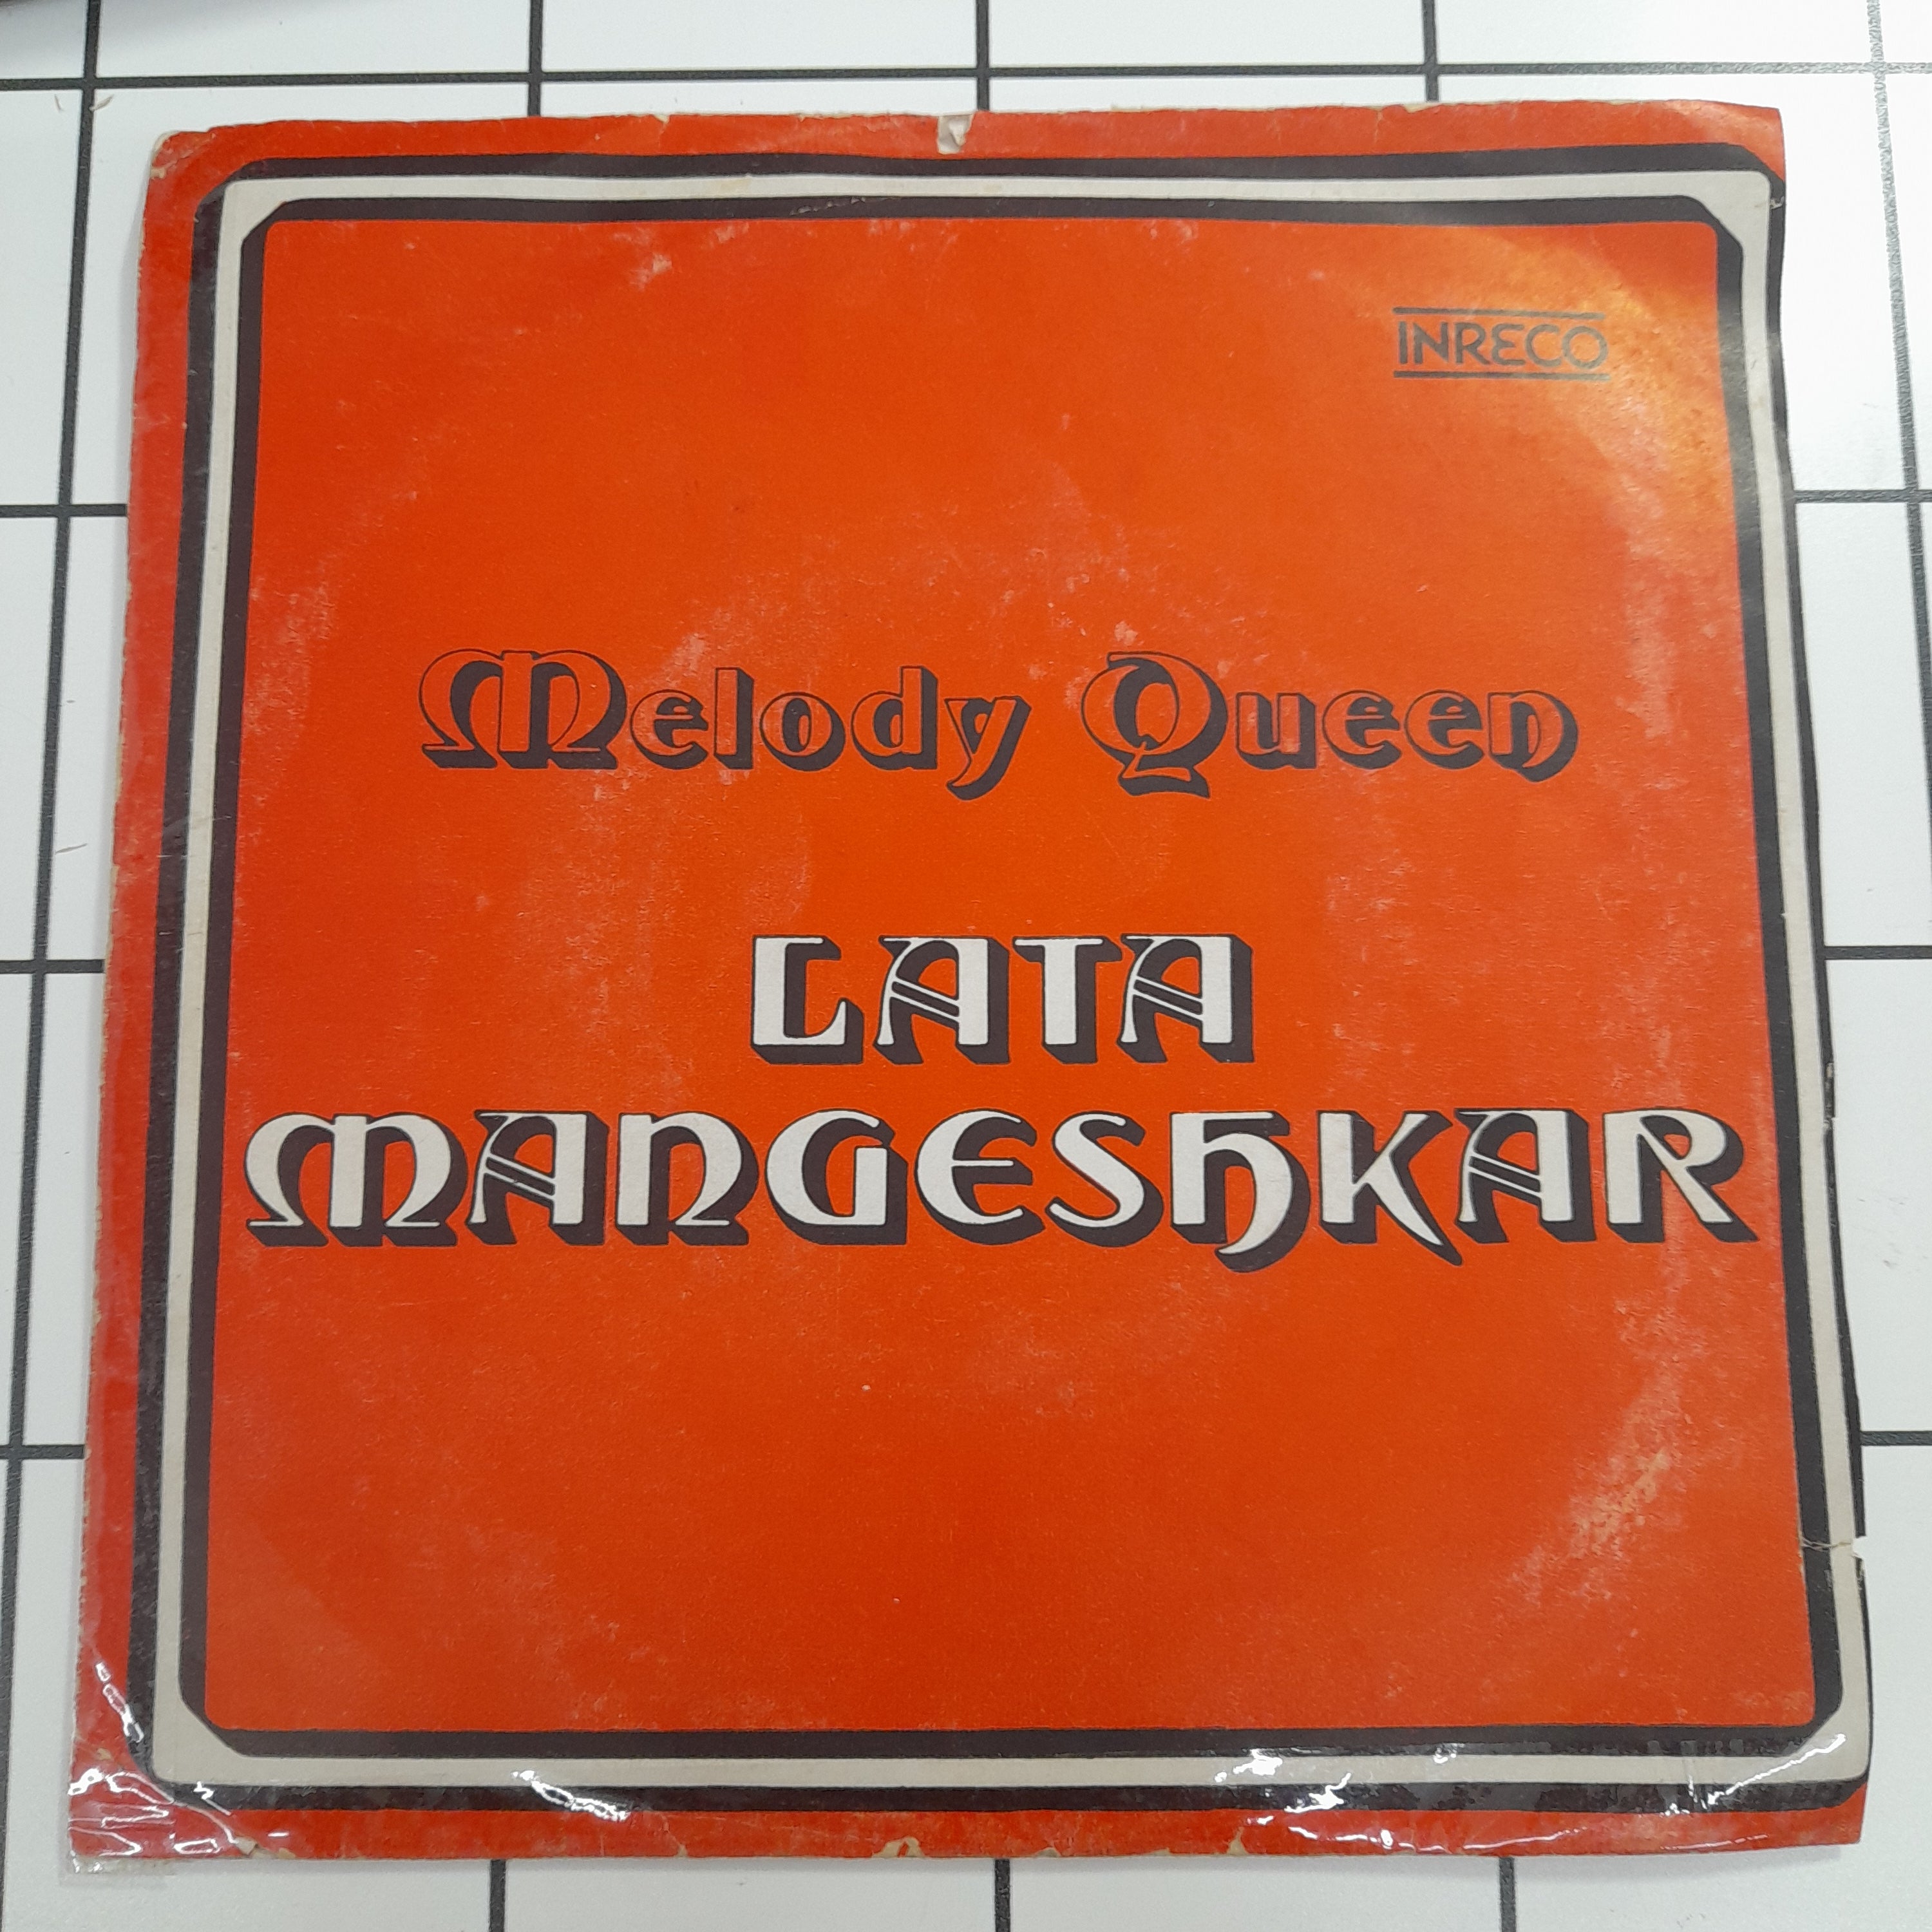 INRECO
Melody Queen
LATA
MANGESHKAR